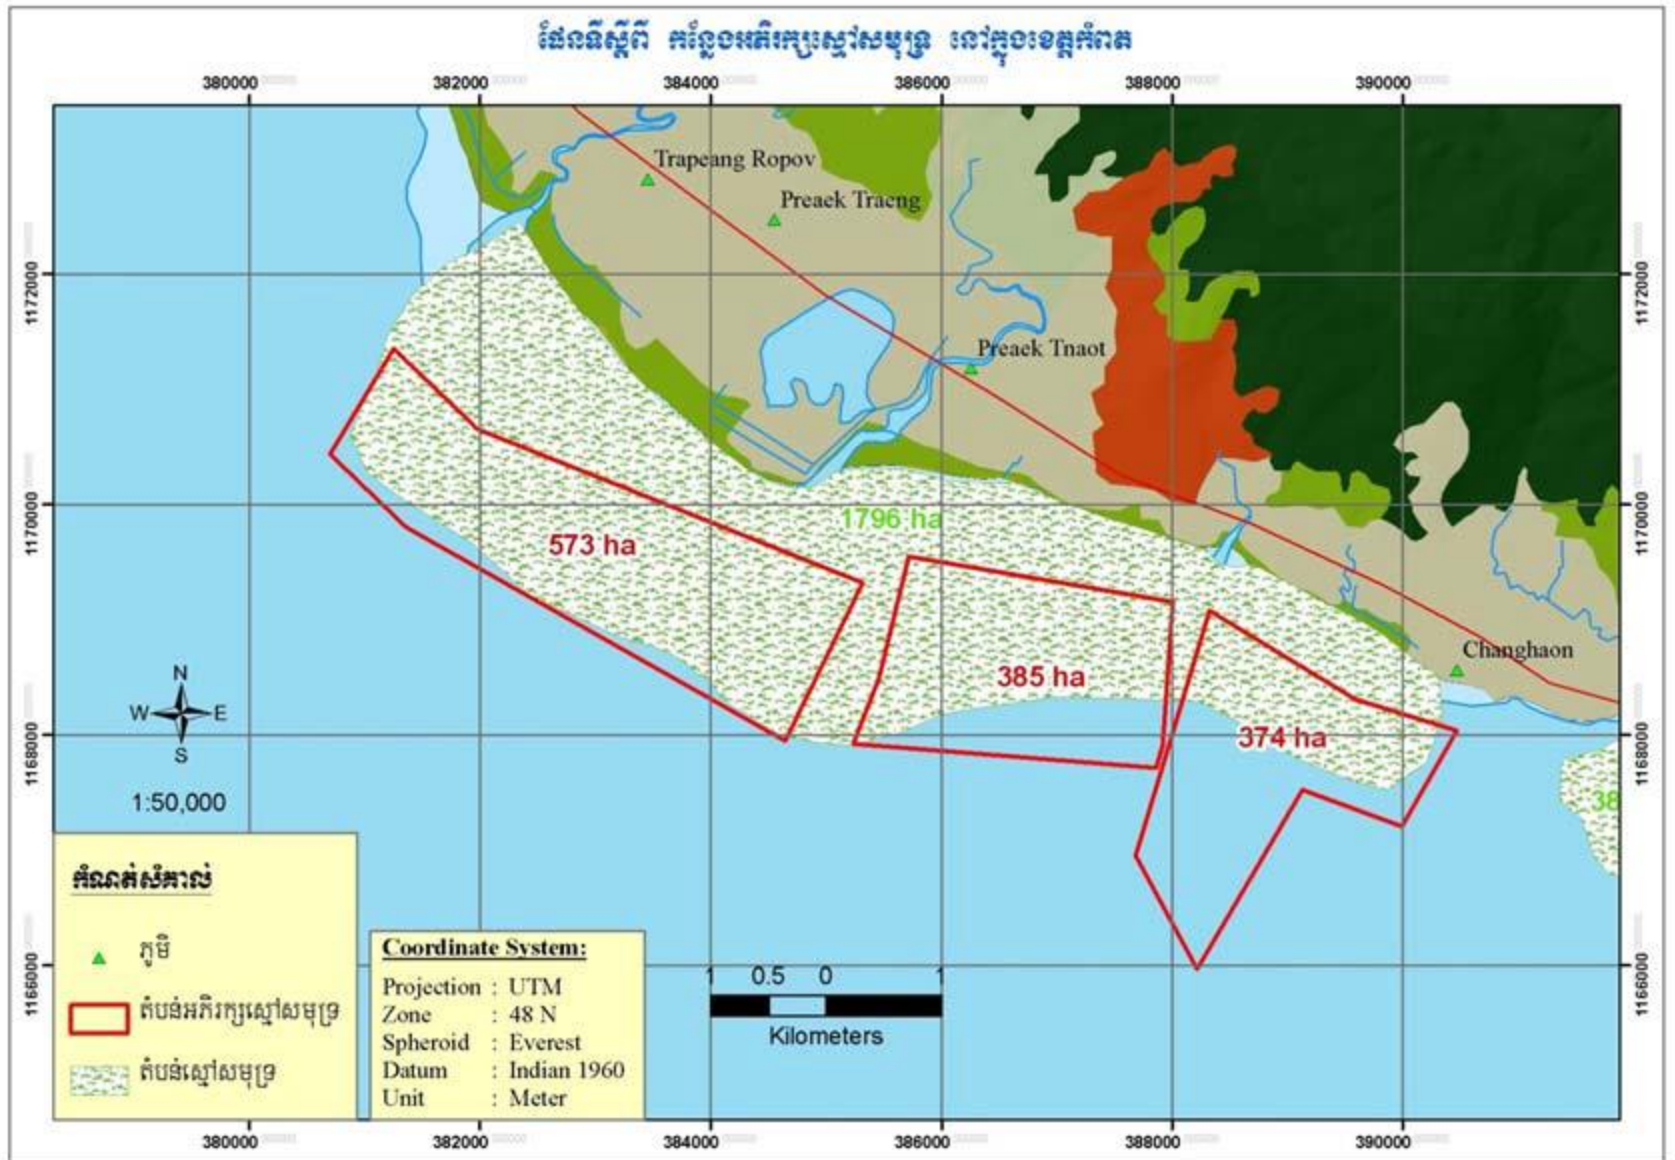 ផែនទីស្តីពី កន្លែងអភិរក្សស្មៅសមុទ្រ នៅក្នុងខេត្តកំពត
380000 382000 384000 386000 388000 390000
Trapeang Ropov
Preaek Traeng
1172000 1172000
Preaek Tnaot
1170000 1170000
1796 ha
573 ha
Changhaon
385 ha
N
W E
S
374 ha
1168000 1168000
38
1:50,000
កំណត់សំគាល់
ភូមិ
តំបន់អភិរក្សស្មៅសមុទ្រ
តំបន់ស្មៅសមុទ្រ
Coordinate System:
Projection : UTM
Zone : 48 N
Spheroid : Everest
Datum : Indian 1960
Unit : Meter
1 0.5 0 1
Kilometers
1166000 1166000
380000 382000 384000 386000 388000 390000